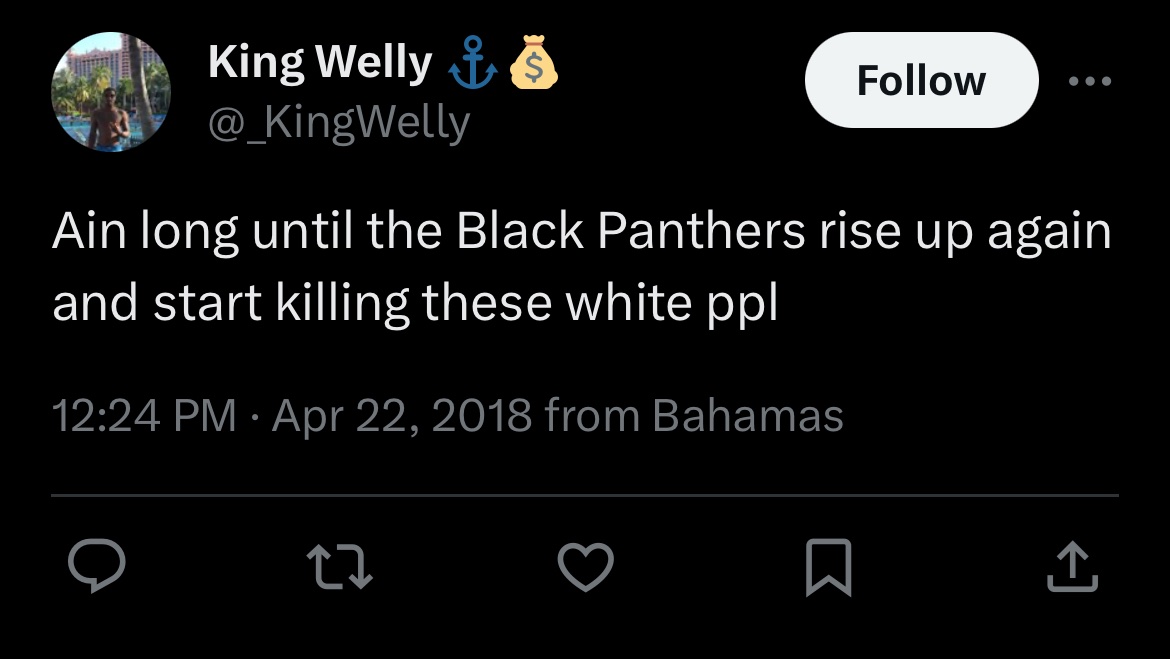 King Welly ⚓💰
Follow
@_KingWelly
Ain long until the Black Panthers rise up again
and start killing these white ppl
12:24 PM · Apr 22, 2018 from Bahamas